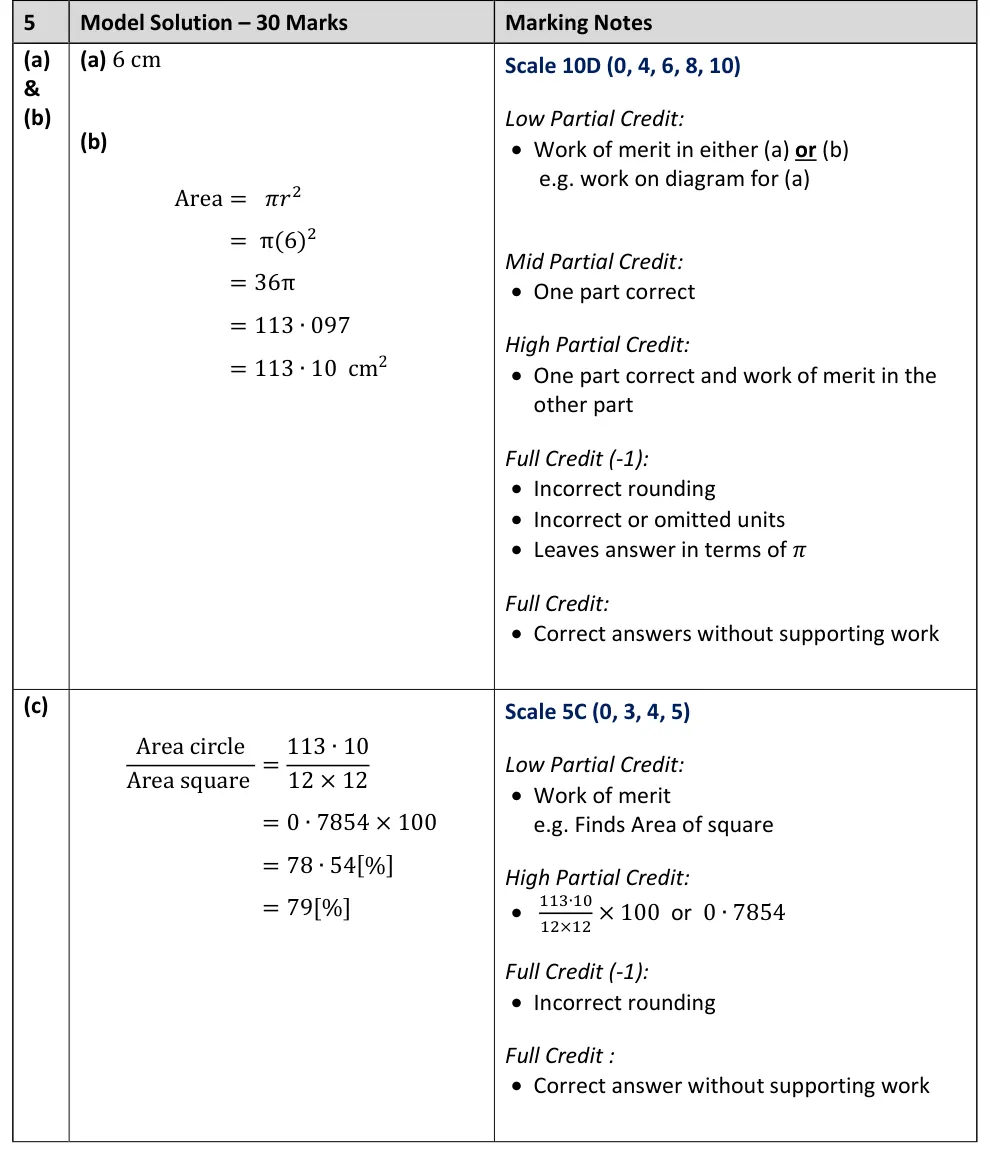 5 Model Solution – 30 Marks Marking Notes
(a)
&
(b)
(a) 6 cm
(b)
Area = πr²
= π(6)²
= 36π
= 113 · 097
= 113 · 10 cm²
Scale 10D (0, 4, 6, 8, 10)
Low Partial Credit:
• Work of merit in either (a) or (b)
e.g. work on diagram for (a)
Mid Partial Credit:
• One part correct
High Partial Credit:
• One part correct and work of merit in the
other part
Full Credit (-1):
• Incorrect rounding
• Incorrect or omitted units
• Leaves answer in terms of π
Full Credit:
• Correct answers without supporting work
(c)
Area circle / Area square = 113 · 10 / 12 × 12
= 0 · 7854 × 100
= 78 · 54[%]
= 79[%]
Scale 5C (0, 3, 4, 5)
Low Partial Credit:
• Work of merit
e.g. Finds Area of square
High Partial Credit:
• 113·10 / 12×12 × 100 or 0 · 7854
Full Credit (-1):
• Incorrect rounding
Full Credit :
• Correct answer without supporting work